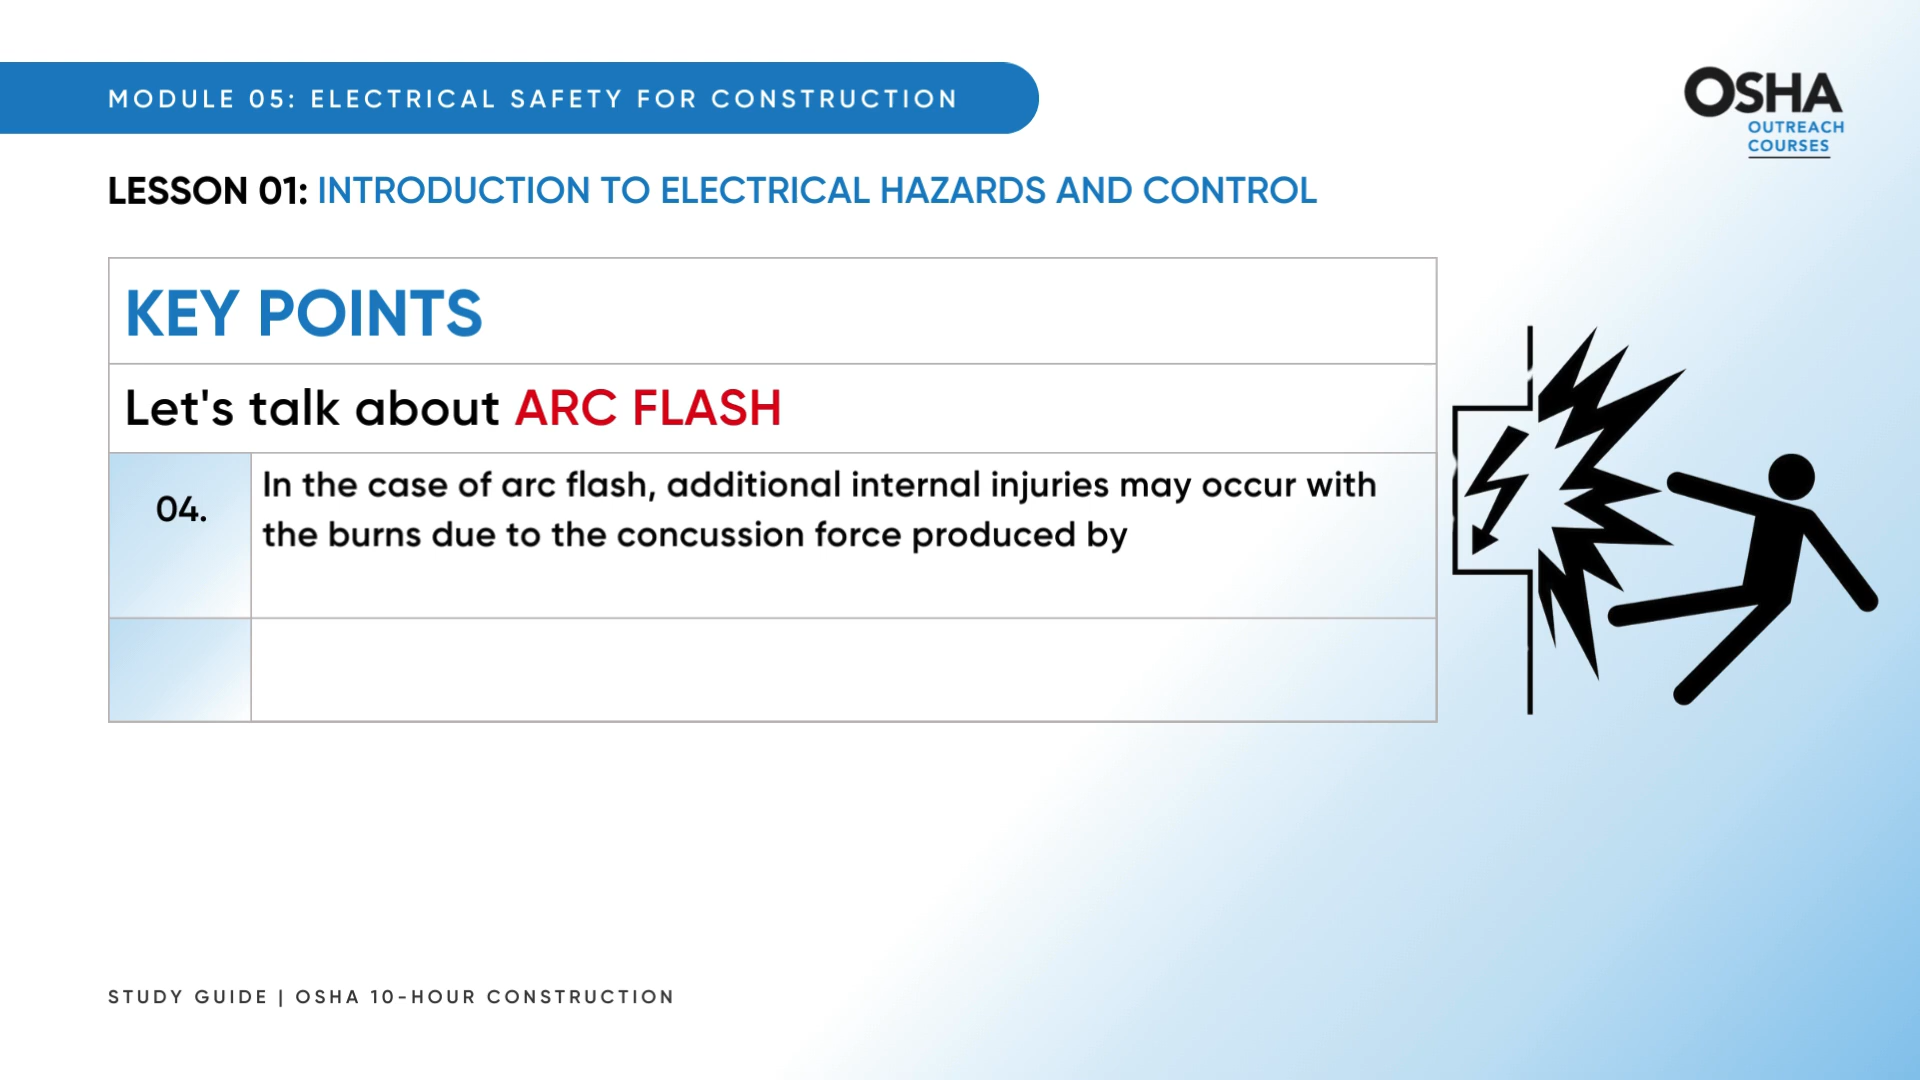 MODULE 05: ELECTRICAL SAFETY FOR CONSTRUCTION
OSHA
OUTREACH
COURSES
LESSON 01: INTRODUCTION TO ELECTRICAL HAZARDS AND CONTROL
KEY POINTS
Let's talk about ARC FLASH
04.
In the case of arc flash, additional internal injuries may occur with
the burns due to the concussion force produced by
STUDY GUIDE | OSHA 10-HOUR CONSTRUCTION